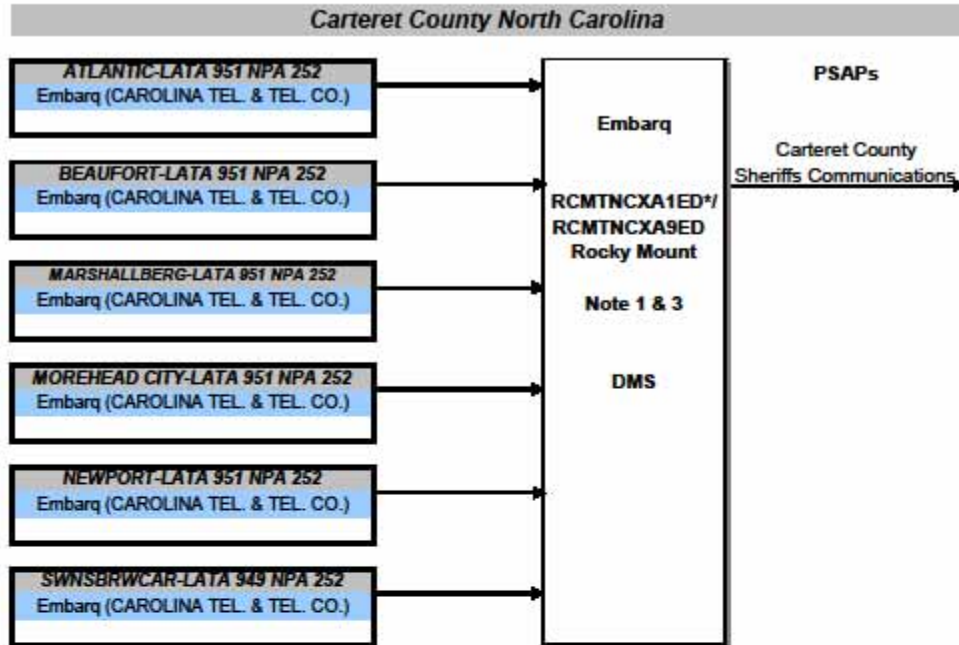 Carteret County North Carolina
ATLANTIC-LATA 951 NPA 252
Embarq (CAROLINA TEL. & TEL. CO.)
BEAUFORT-LATA 951 NPA 252
Embarq (CAROLINA TEL. & TEL. CO.)
MARSHALLBERG-LATA 951 NPA 252
Embarq (CAROLINA TEL. & TEL. CO.)
MOREHEAD CITY-LATA 951 NPA 252
Embarq (CAROLINA TEL. & TEL. CO.)
NEWPORT-LATA 951 NPA 252
Embarq (CAROLINA TEL. & TEL. CO.)
SWNSBRWCAR-LATA 949 NPA 252
Embarq (CAROLINA TEL. & TEL. CO.)
Embarq
RCMTNCXA1ED*/
RCMTNCXA9ED
Rocky Mount
Note 1 & 3
DMS
PSAPs
Carteret County
Sheriffs Communications